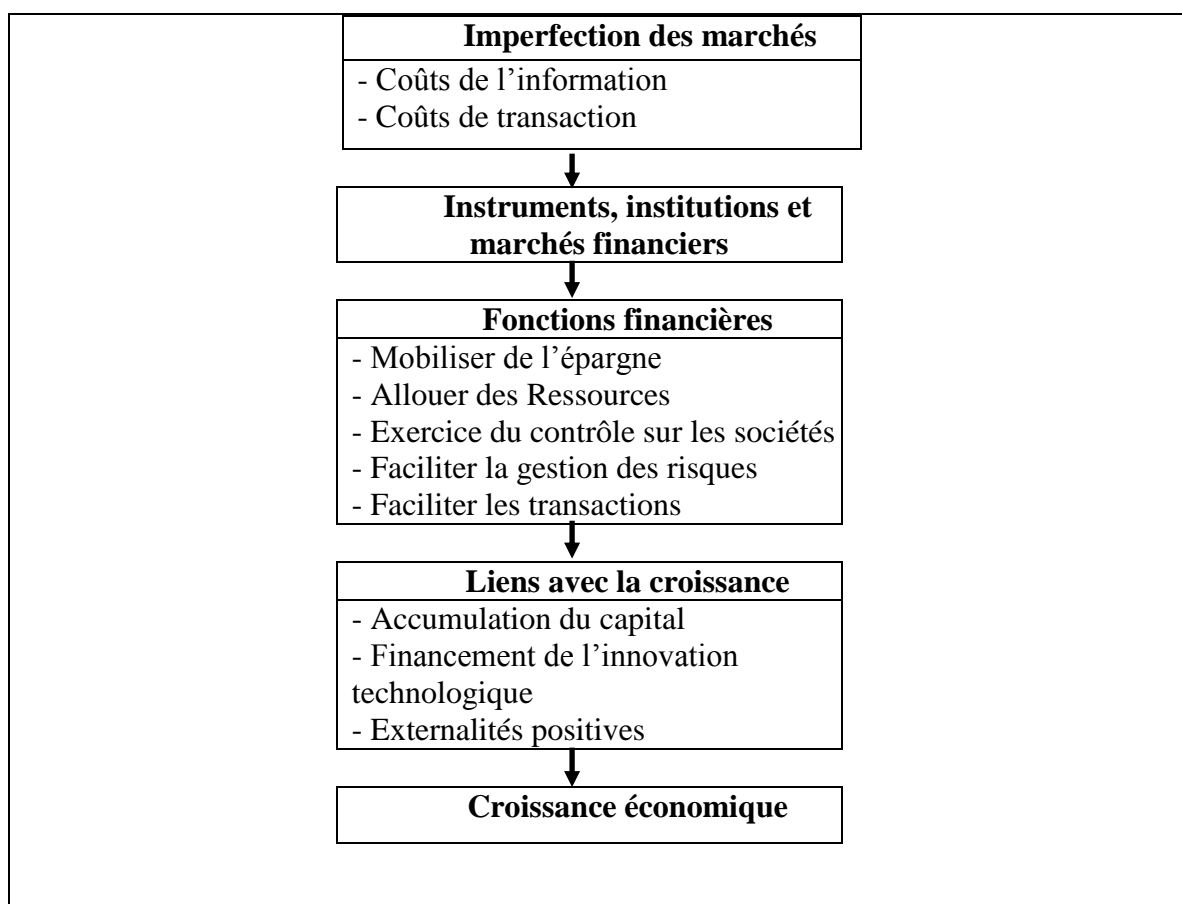 Imperfection des marchés
- Coûts de l’information
- Coûts de transaction
Instruments, institutions et
marchés financiers
Fonctions financières
- Mobiliser de l’épargne
- Allouer des Ressources
- Exercice du contrôle sur les sociétés
- Faciliter la gestion des risques
- Faciliter les transactions
Liens avec la croissance
- Accumulation du capital
- Financement de l’innovation
technologique
- Externalités positives
Croissance économique